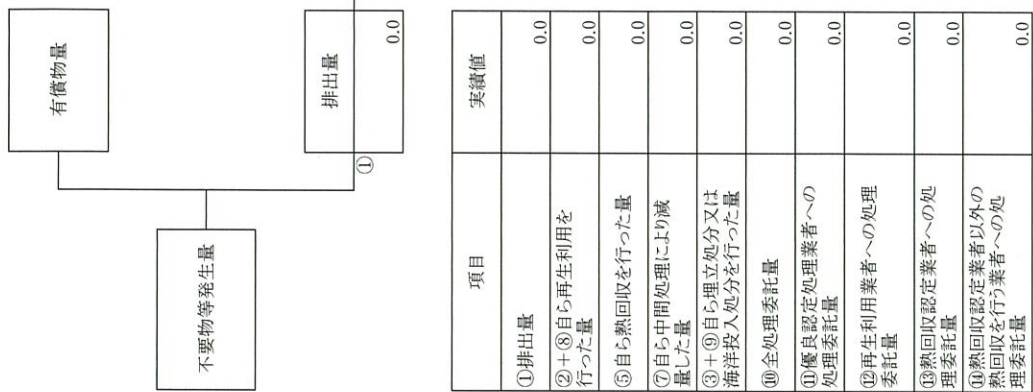 有償物量
不要物等発生量
排出量
①
0.0
項目
実績値
①排出量
0.0
②+⑧自ら再生利用を
行った量
0.0
⑤自ら熱回収を行った量
0.0
⑦自ら中間処理により減
量した量
0.0
③+⑨自ら埋立処分又は
海洋投入処分を行った量
0.0
⑩全処理委託量
0.0
⑪優良認定処理業者への
処理委託量
0.0
⑫再生利用業者への処理
委託量
0.0
⑬熱回収認定業者への処
理委託量
0.0
⑭熱回収認定業者以外の
熱回収を行う業者への処
理委託量
0.0